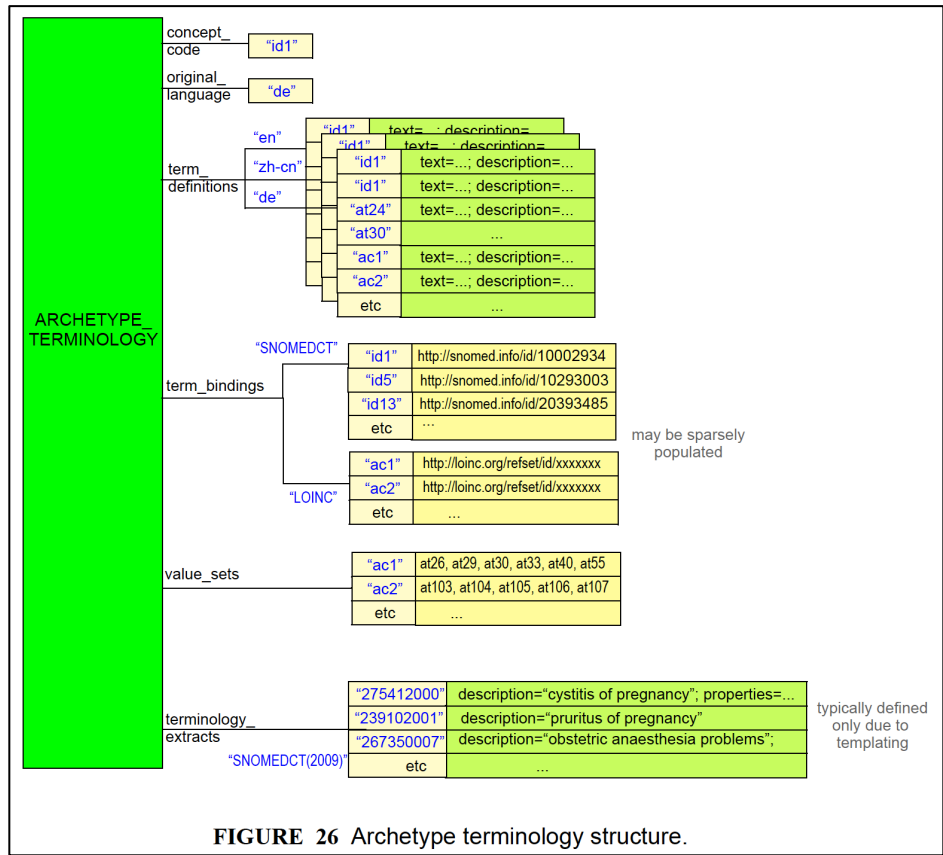 concept_
code
“id1”
original_
language
“de”
term_
definitions
“en”
“zh-cn”
“de”
“id1” text=...; description=
“id1” text=...; description=
“id1” text=...; description=...
“id1” text=...; description=...
“at24” text=...; description=...
“at30” ...
“ac1” text=...; description=...
“ac2” text=...; description=...
etc ...
ARCHETYPE_
TERMINOLOGY
term_bindings
“SNOMEDCT”
“id1” http://snomed.info/id/10002934
“id5” http://snomed.info/id/10293003
“id13” http://snomed.info/id/20393485
etc ...
may be sparsely
populated
“LOINC”
“ac1” http://loinc.org/refset/id/xxxxxxx
“ac2” http://loinc.org/refset/id/xxxxxxx
etc ...
value_sets
“ac1” at26, at29, at30, at33, at40, at55
“ac2” at103, at104, at105, at106, at107
etc ...
terminology_
extracts
“SNOMEDCT(2009)”
“275412000” description=“cystitis of pregnancy”; properties=...
“239102001” description=“pruritus of pregnancy”
“267350007” description=“obstetric anaesthesia problems”;
etc ...
typically defined
only due to
templating
FIGURE 26 Archetype terminology structure.